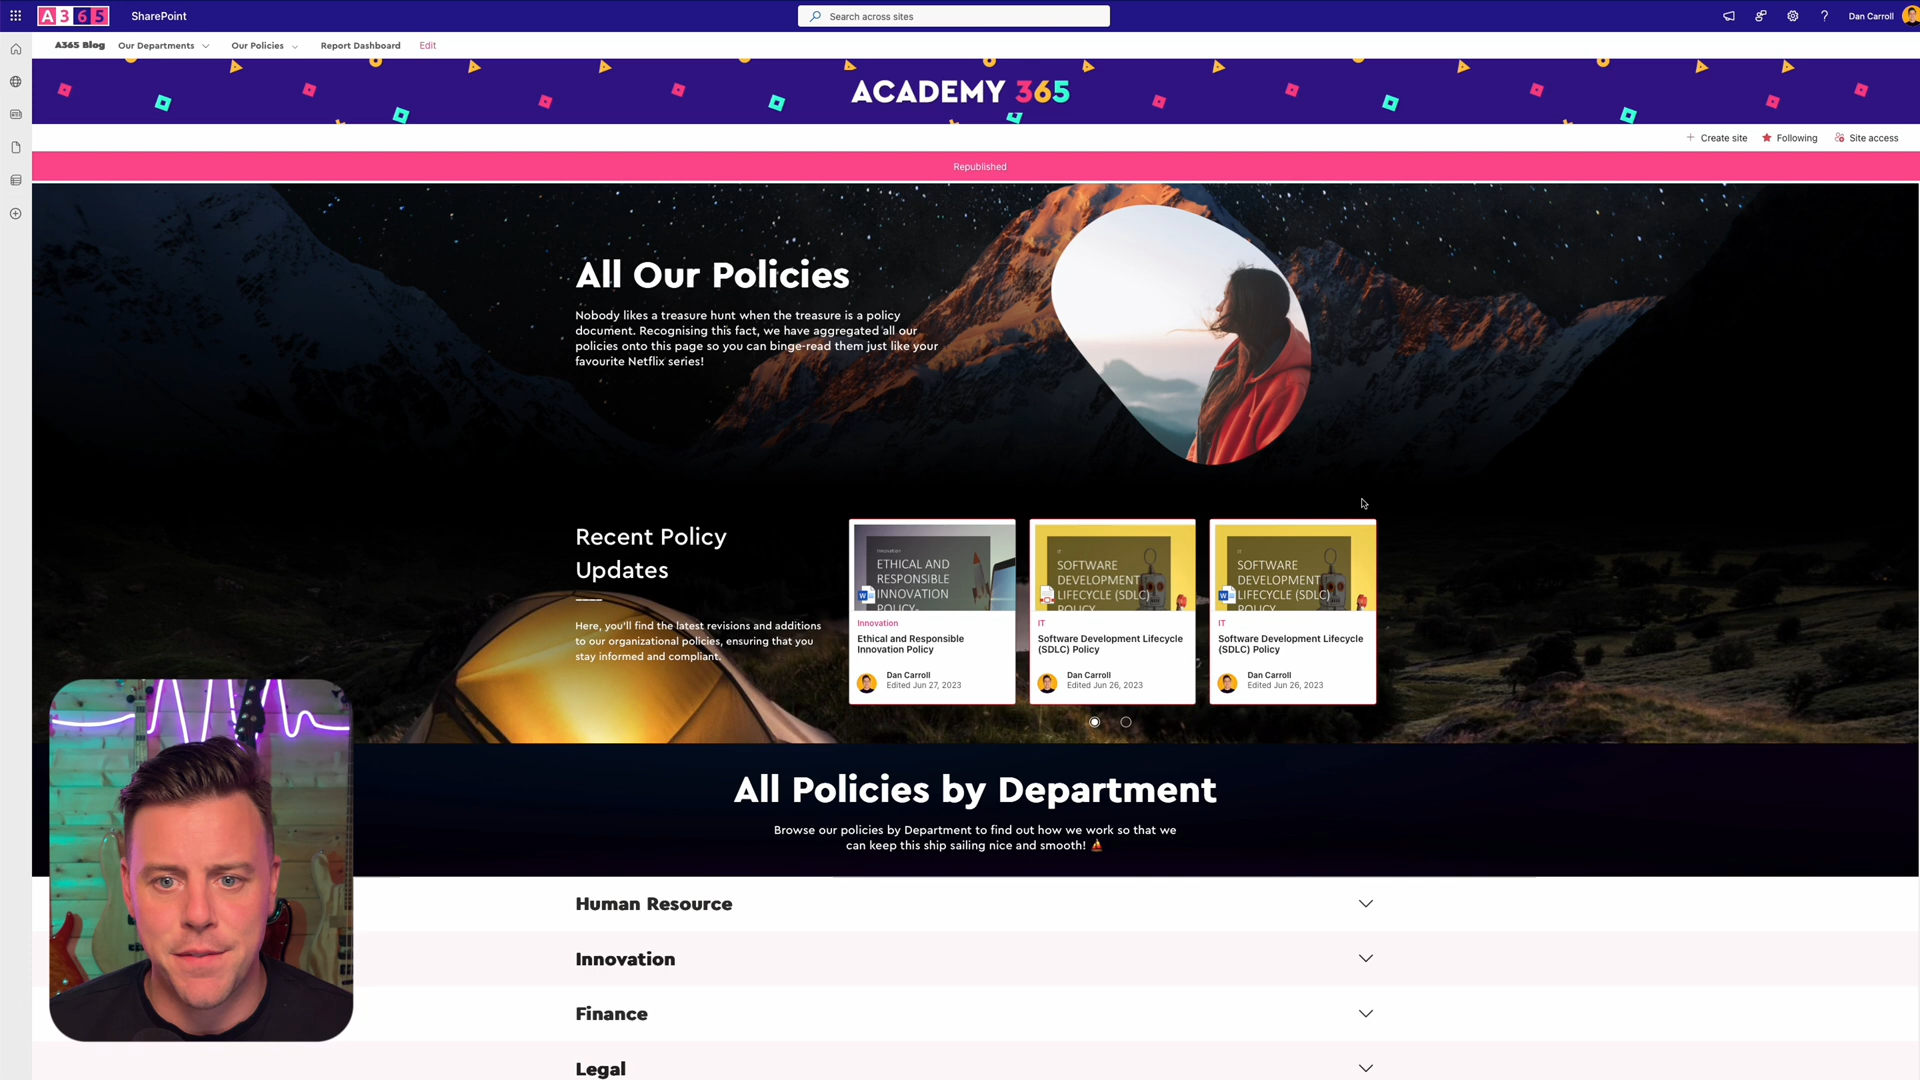 A365
SharePoint
Search across sites
Dan Carroll
A365 Blog
Our Departments
Our Policies
Report Dashboard
Edit
ACADEMY 365
Create site
Following
Site access
Republished
All Our Policies
Nobody likes a treasure hunt when the treasure is a policy
document. Recognising this fact, we have aggregated all our
policies onto this page so you can binge-read them just like your
favourite Netflix series!
Recent Policy
Updates
Here, you'll find the latest revisions and additions
to our organizational policies, ensuring that you
stay informed and compliant.
Innovation
ETHICAL AND
RESPONSIBLE
INNOVATION
POLICY-
Innovation
Ethical and Responsible
Innovation Policy
Dan Carroll
Edited Jun 27, 2023
IT
SOFTWARE
DEVELOPMENT
LIFECYCLE (SDLC)
POLICY
IT
Software Development Lifecycle
(SDLC) Policy
Dan Carroll
Edited Jun 26, 2023
IT
SOFTWARE
DEVELOPMENT
LIFECYCLE (SDLC)
POLICY
IT
Software Development Lifecycle
(SDLC) Policy
Dan Carroll
Edited Jun 26, 2023
All Policies by Department
Browse our policies by Department to find out how we work so that we
can keep this ship sailing nice and smooth! ⛵
Human Resource
Innovation
Finance
Legal